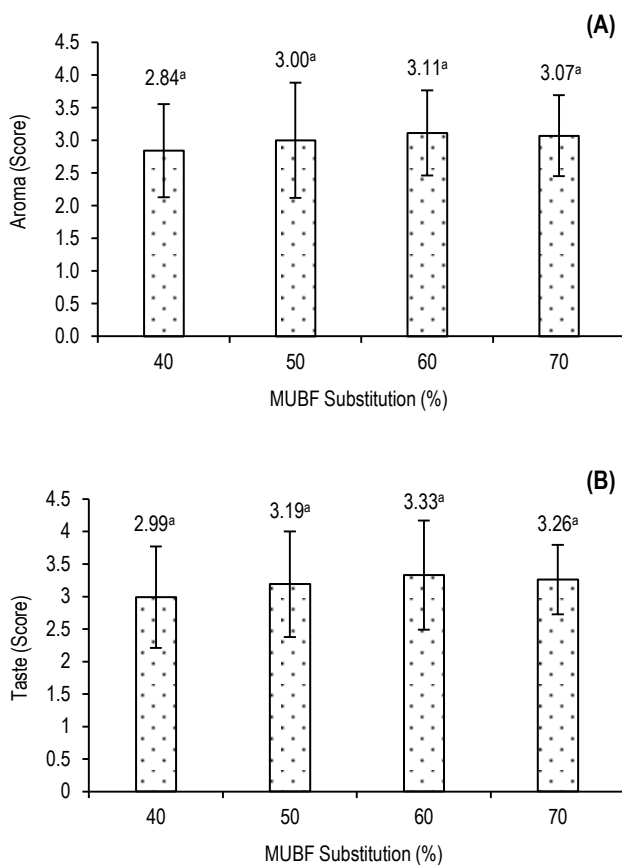 (A)
Aroma (Score)
4.5
4.0
3.5
3.0
2.5
2.0
1.5
1.0
0.5
0.0
2.84ᵃ
3.00ᵃ
3.11ᵃ
3.07ᵃ
40 50 60 70
MUBF Substitution (%)
(B)
Taste (Score)
4.5
4
3.5
3
2.5
2
1.5
1
0.5
0
2.99ᵃ
3.19ᵃ
3.33ᵃ
3.26ᵃ
40 50 60 70
MUBF Substitution (%)